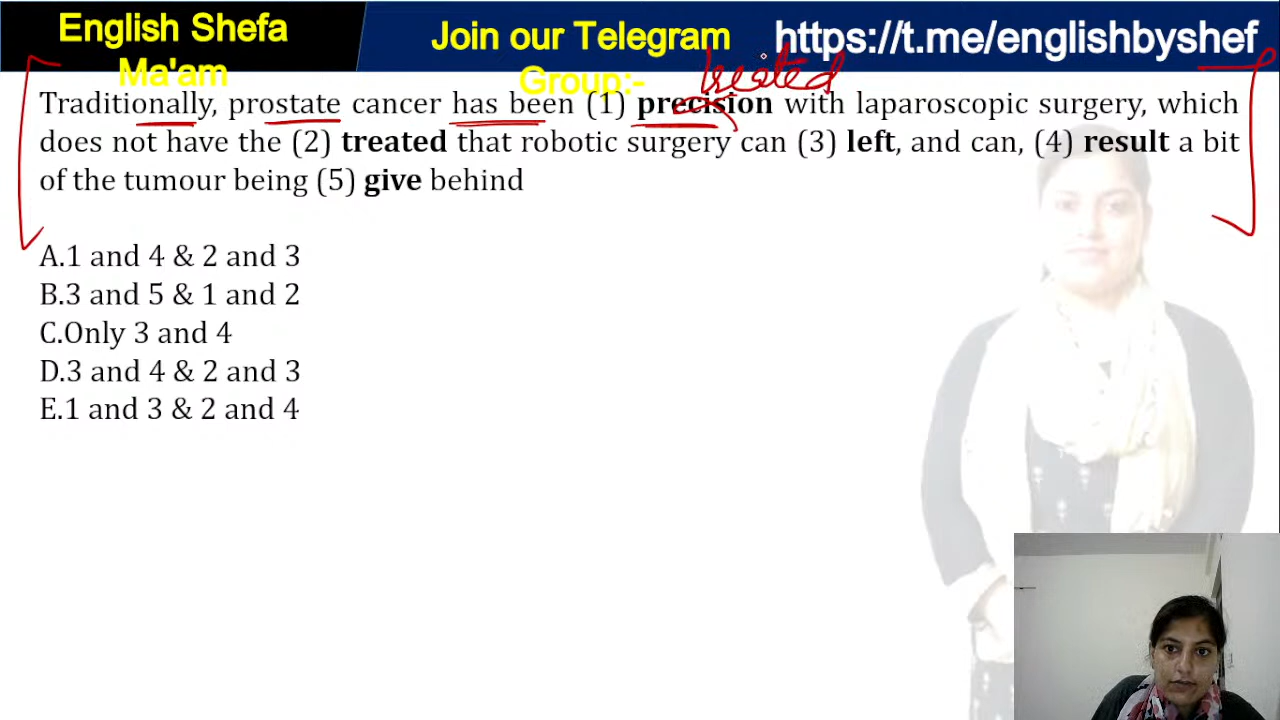 English Shefa Ma'am
Join our Telegram Group:-
https://t.me/englishbyshef
treated
Traditionally, prostate cancer has been (1) precision with laparoscopic surgery, which
does not have the (2) treated that robotic surgery can (3) left, and can, (4) result a bit
of the tumour being (5) give behind
A.1 and 4 & 2 and 3
B.3 and 5 & 1 and 2
C.Only 3 and 4
D.3 and 4 & 2 and 3
E.1 and 3 & 2 and 4